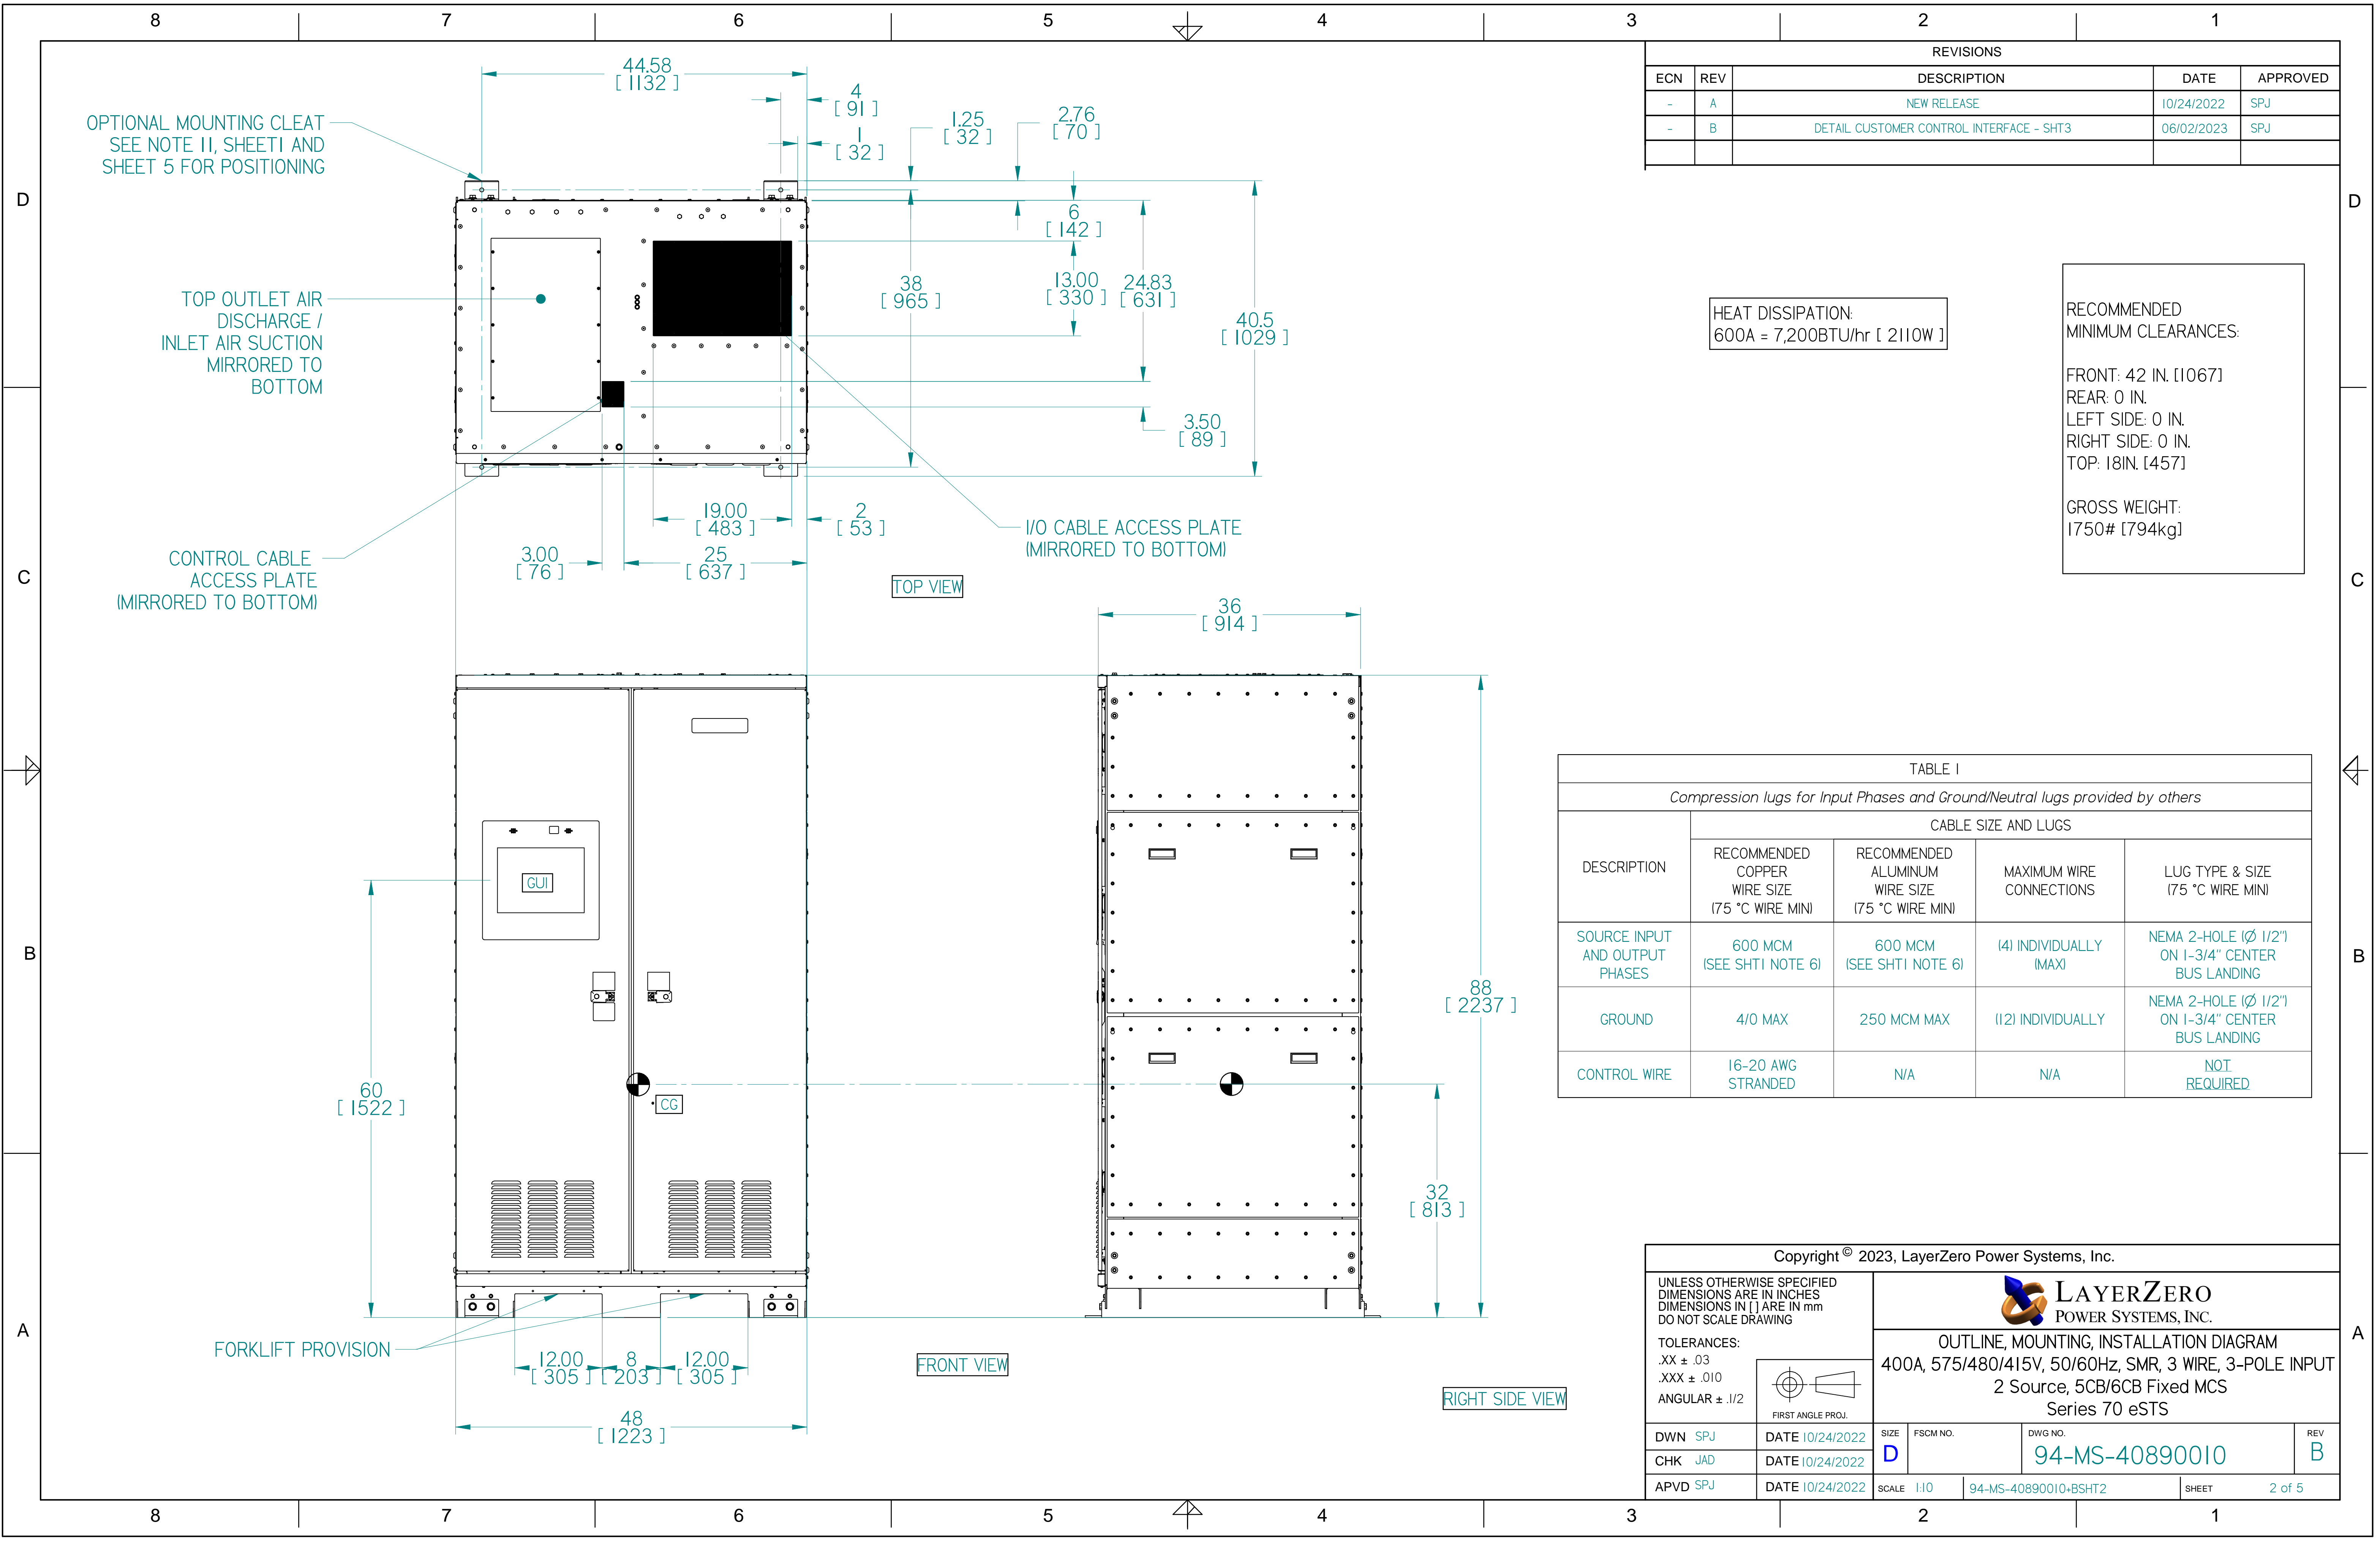 8 7 6 5 4 3 2 1
REVISIONS
ECN REV DESCRIPTION DATE APPROVED
- A NEW RELEASE 10/24/2022 SPJ
- B DETAIL CUSTOMER CONTROL INTERFACE - SHT3 06/02/2023 SPJ
D
D
44.58
[ 1132 ]
4
[ 91 ]
1
[ 32 ]
1.25
[ 32 ]
2.76
[ 70 ]
OPTIONAL MOUNTING CLEAT
SEE NOTE 11, SHEET1 AND
SHEET 5 FOR POSITIONING
6
[ 142 ]
38
[ 965 ]
13.00
[ 330 ]
24.83
[ 631 ]
40.5
[ 1029 ]
3.50
[ 89 ]
TOP OUTLET AIR
DISCHARGE /
INLET AIR SUCTION
MIRRORED TO
BOTTOM
19.00
[ 483 ]
2
[ 53 ]
3.00
[ 76 ]
25
[ 637 ]
I/O CABLE ACCESS PLATE
(MIRRORED TO BOTTOM)
CONTROL CABLE
ACCESS PLATE
(MIRRORED TO BOTTOM)
TOP VIEW
HEAT DISSIPATION:
600A = 7,200BTU/hr [ 2110W ]
RECOMMENDED
MINIMUM CLEARANCES:
FRONT: 42 IN. [1067]
REAR: 0 IN.
LEFT SIDE: 0 IN.
RIGHT SIDE: 0 IN.
TOP: 18IN. [457]
GROSS WEIGHT:
1750# [794kg]
C
C
36
[ 914 ]
GUI
CG
60
[ 1522 ]
88
[ 2237 ]
32
[ 813 ]
FORKLIFT PROVISION
12.00
[ 305 ]
8
[ 203 ]
12.00
[ 305 ]
48
[ 1223 ]
FRONT VIEW
RIGHT SIDE VIEW
B
B
TABLE 1
Compression lugs for Input Phases and Ground/Neutral lugs provided by others
DESCRIPTION
CABLE SIZE AND LUGS
RECOMMENDED
COPPER
WIRE SIZE
(75 °C WIRE MIN)
RECOMMENDED
ALUMINUM
WIRE SIZE
(75 °C WIRE MIN)
MAXIMUM WIRE
CONNECTIONS
LUG TYPE & SIZE
(75 °C WIRE MIN)
SOURCE INPUT
AND OUTPUT
PHASES
600 MCM
(SEE SHT1 NOTE 6)
600 MCM
(SEE SHT1 NOTE 6)
(4) INDIVIDUALLY
(MAX)
NEMA 2-HOLE (Ø 1/2")
ON 1-3/4" CENTER
BUS LANDING
GROUND
4/0 MAX
250 MCM MAX
(12) INDIVIDUALLY
NEMA 2-HOLE (Ø 1/2")
ON 1-3/4" CENTER
BUS LANDING
CONTROL WIRE
16-20 AWG
STRANDED
N/A
N/A
NOT
REQUIRED
A
A
Copyright © 2023, LayerZero Power Systems, Inc.
UNLESS OTHERWISE SPECIFIED
DIMENSIONS ARE IN INCHES
DIMENSIONS IN [ ] ARE IN mm
DO NOT SCALE DRAWING
TOLERANCES:
.XX ± .03
.XXX ± .010
ANGULAR ± .1/2
FIRST ANGLE PROJ.
LAYERZERO
POWER SYSTEMS, INC.
OUTLINE, MOUNTING, INSTALLATION DIAGRAM
400A, 575/480/415V, 50/60Hz, SMR, 3 WIRE, 3-POLE INPUT
2 Source, 5CB/6CB Fixed MCS
Series 70 eSTS
DWN SPJ DATE 10/24/2022
CHK JAD DATE 10/24/2022
APVD SPJ DATE 10/24/2022
SIZE
D
FSCM NO.
DWG NO.
94-MS-40890010
REV
B
SCALE 1:10 94-MS-40890010+BSHT2 SHEET 2 of 5
8 7 6 5 4 3 2 1